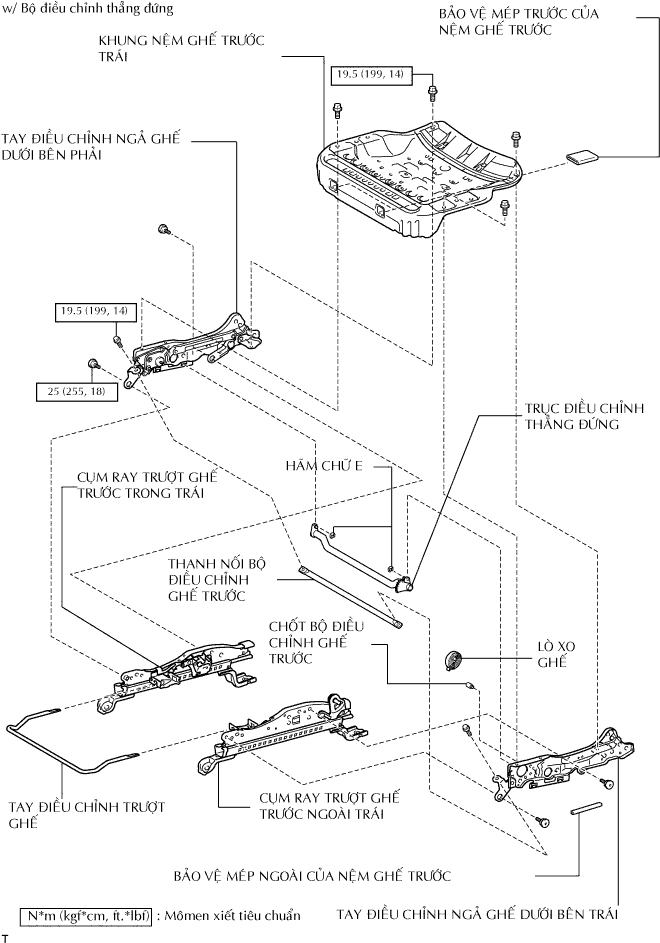 w/ Bộ điều chỉnh thẳng đứng
BẢO VỆ MÉP TRƯỚC CỦA
NỆM GHẾ TRƯỚC
KHUNG NỆM GHẾ TRƯỚC
TRÁI
19.5 (199, 14)
TAY ĐIỀU CHỈNH NGẢ GHẾ
DƯỚI BÊN PHẢI
19.5 (199, 14)
25 (255, 18)
TRỤC ĐIỀU CHỈNH
THẲNG ĐỨNG
HÃM CHỮ E
CỤM RAY TRƯỢT GHẾ
TRƯỚC TRONG TRÁI
THANH NỐI BỘ
ĐIỀU CHỈNH
GHẾ TRƯỚC
CHỐT BỘ ĐIỀU
CHỈNH GHẾ
TRƯỚC
LÒ XO
GHẾ
TAY ĐIỀU CHỈNH TRƯỢT
GHẾ
CỤM RAY TRƯỢT GHẾ
TRƯỚC NGOÀI TRÁI
BẢO VỆ MÉP NGOÀI CỦA NỆM GHẾ TRƯỚC
N*m (kgf*cm, ft.*lbf) : Mômen xiết tiêu chuẩn
TAY ĐIỀU CHỈNH NGẢ GHẾ DƯỚI BÊN TRÁI
T